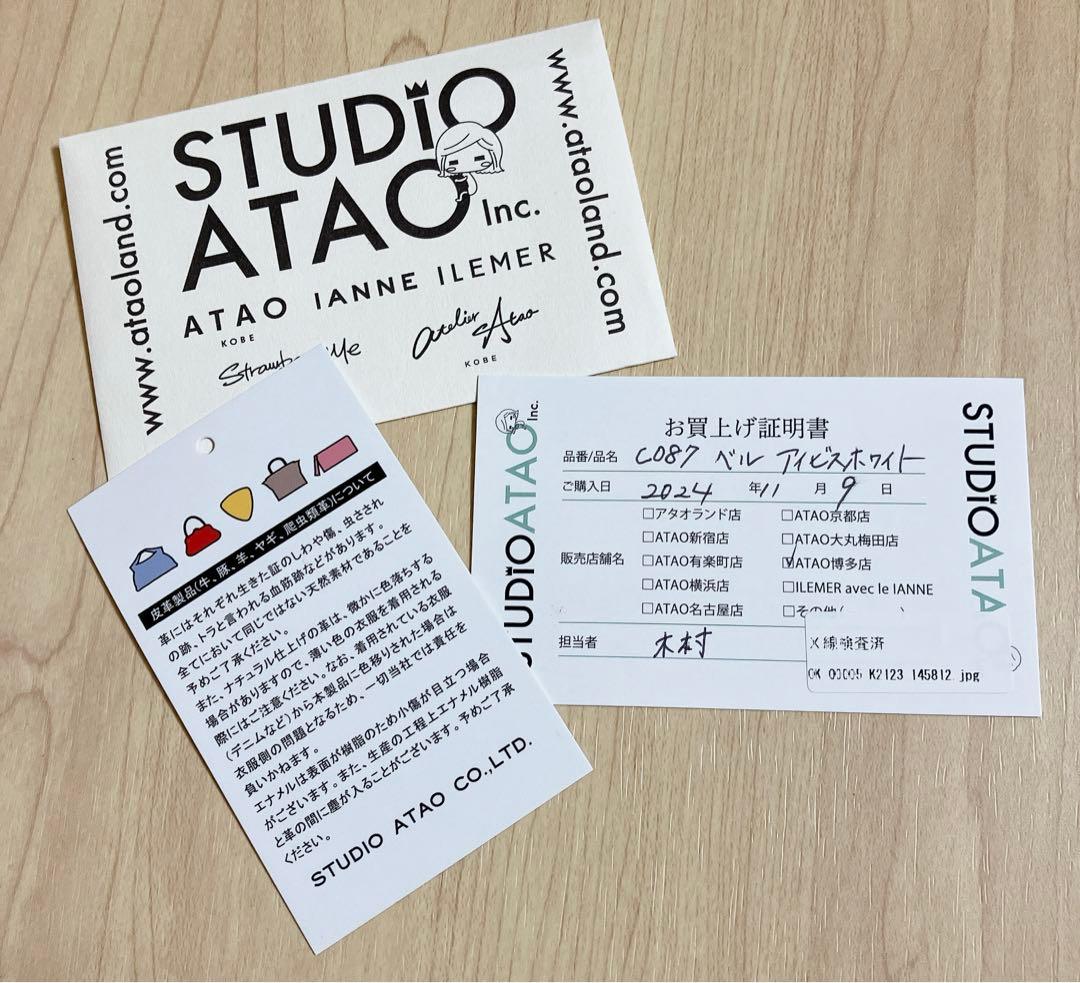 www.ataoland.com
STUDiO
ATAO Inc.
ATAO IANNE ILEMER
KOBE
atelier Atao
KOBE
www.ataoland.com
皮革製品(牛、豚、羊、ヤギ、爬虫類革)について
革にはそれぞれ生きた証のしわや傷、虫さされ
の跡、トラと言われる血筋跡などがあります。
全てにおいて同じではない天然素材であることを
予めご了承ください。
また、ナチュラル仕上げの革は、微かに色落ちする
場合がありますので、薄い色の衣服を着用される
際にはご注意ください。なお、着用されている衣服
(デニムなど)から本製品に色移りされた場合は
衣服側の問題となるため、一切当社では責任を
負いかねます。
エナメルは表面が樹脂のため小傷が目立つ場合
がございます。また、生産の工程上エナメル樹脂
と革の間に塵が入ることがございます。予めご了承
ください。
STUDIO ATAO CO.,LTD.
STUDiOATAO Inc.
お買上げ証明書
品番/品名 C087 ベル アイビスホワイト
ご購入日 2024 年 11 月 9 日
販売店舗名
□アタオランド店 □ATAO京都店
□ATAO新宿店 □ATAO大丸梅田店
□ATAO有楽町店 ☑ATAO博多店
□ATAO横浜店 □ILEMER avec le IANNE
□ATAO名古屋店 □その他( )
担当者 木村
X線検査済
OK 00005 K2123 145812.jpg
STUDiOATA